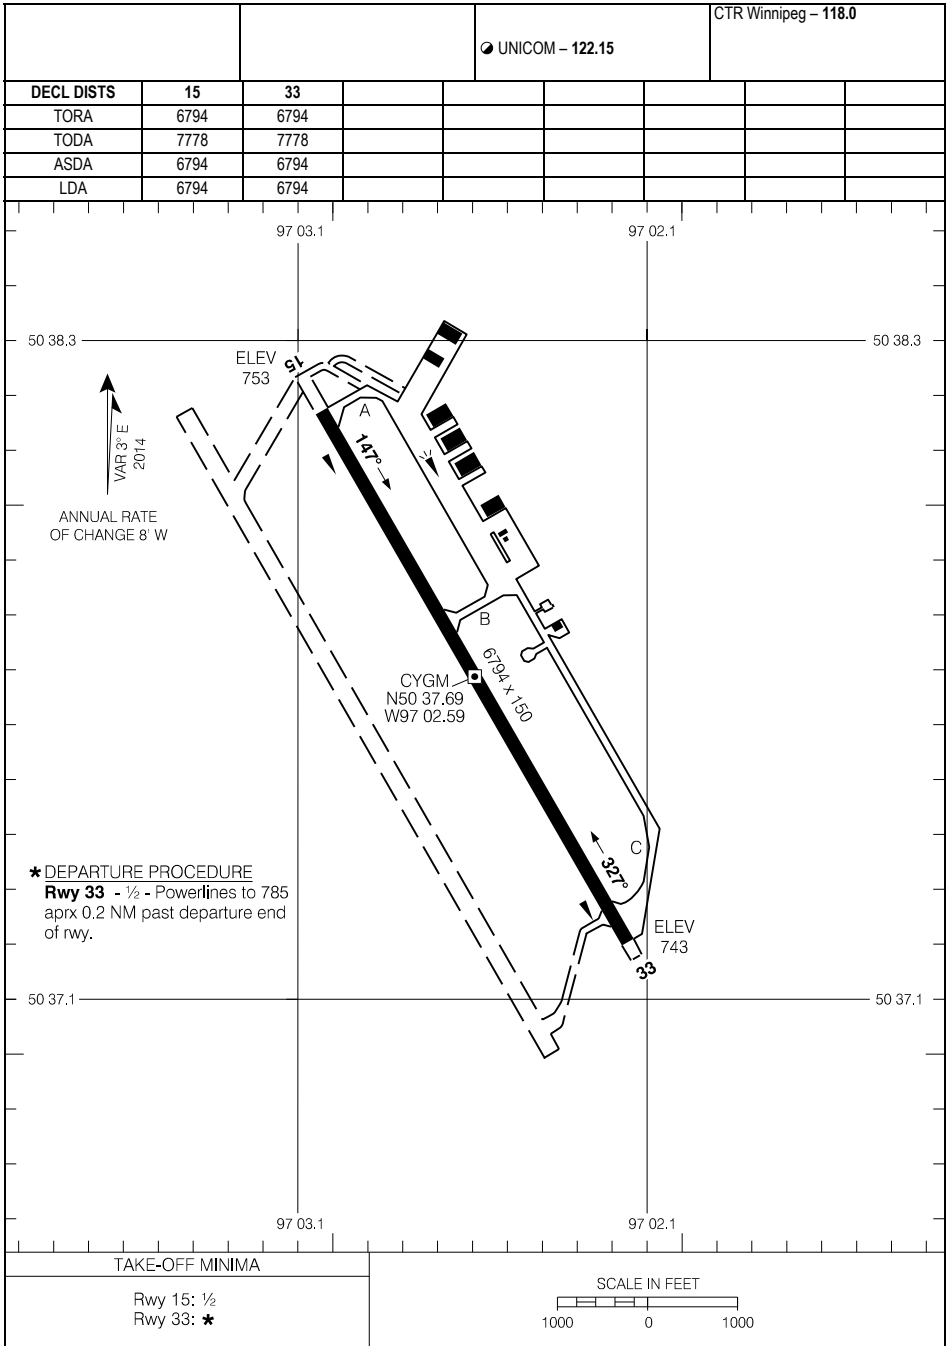 CTR Winnipeg – 118.0
UNICOM – 122.15
DECL DISTS 15 33
TORA 6794 6794
TODA 7778 7778
ASDA 6794 6794
LDA 6794 6794
97 03.1 97 02.1
50 38.3 50 38.3
ELEV
753
15
A
147°
VAR 3° E
2014
ANNUAL RATE
OF CHANGE 8' W
B
6794 x 150
CYGM
N50 37.69
W97 02.59
C
327°
* DEPARTURE PROCEDURE
Rwy 33 - ½ - Powerlines to 785
aprx 0.2 NM past departure end
of rwy.
ELEV
743
33
50 37.1 50 37.1
97 03.1 97 02.1
TAKE-OFF MINIMA
Rwy 15: ½
Rwy 33: *
SCALE IN FEET
1000 0 1000